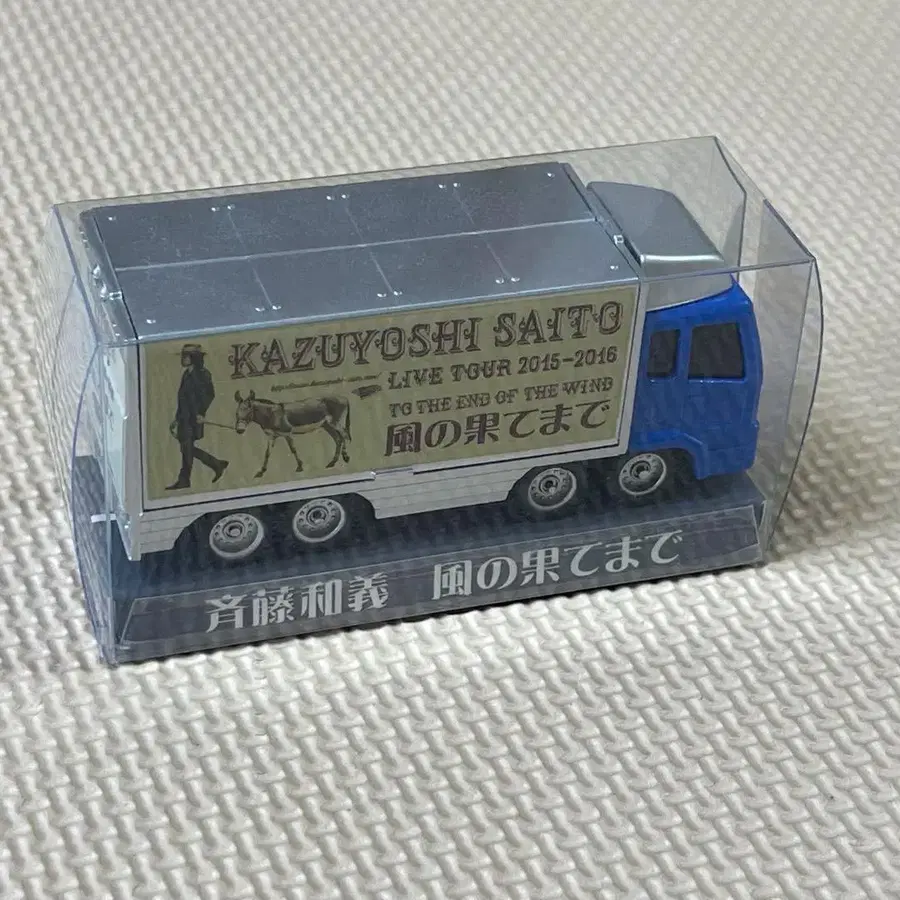 KAZUYOSHI SAITO
LIVE TOUR 2015-2016
TO THE END OF THE WIND
風の果てまで
斉藤和義 風の果てまで